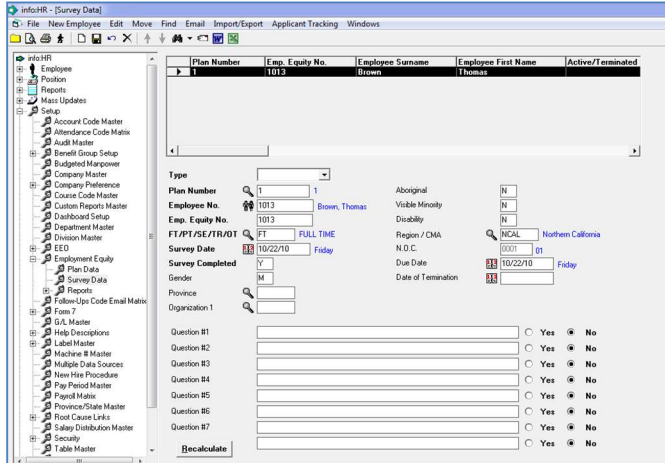 info:HR - [Survey Data]
File New Employee Edit Move Find Email Import/Export Applicant Tracking Windows
info:HR
Employee
Position
Reports
Mass Updates
Setup
Account Code Master
Attendance Code Matrix
Audit Master
Benefit Group Setup
Budgeted Manpower
Company Master
Company Preference
Course Code Master
Custom Reports Master
Dashboard Setup
Department Master
Division Master
EEO
Employment Equity
Plan Data
Survey Data
Reports
Follow-Ups Code Email Matrix
Form 7
G/L Master
Help Descriptions
Label Master
Machine # Master
Multiple Data Sources
New Hire Procedure
Pay Period Master
Payroll Matrix
Province/State Master
Root Cause Links
Salary Distribution Master
Security
Table Master
Plan Number Emp. Equity No. Employee Surname Employee First Name Active/Terminated
1 1013 Brown Thomas
Type
Plan Number 1 1 Aboriginal N
Employee No. 1013 Brown, Thomas Visible Minority N
Emp. Equity No. 1013 Disability N
FT/PT/SE/TR/OT FT FULL TIME Region / CMA NCAL Northern California
Survey Date 10/22/10 Friday N.O.C. 0001 01
Survey Completed Y Due Date 10/22/10 Friday
Gender M Date of Termination
Province
Organization 1
Question #1 Yes No
Question #2 Yes No
Question #3 Yes No
Question #4 Yes No
Question #5 Yes No
Question #6 Yes No
Question #7 Yes No
Recalculate Yes No